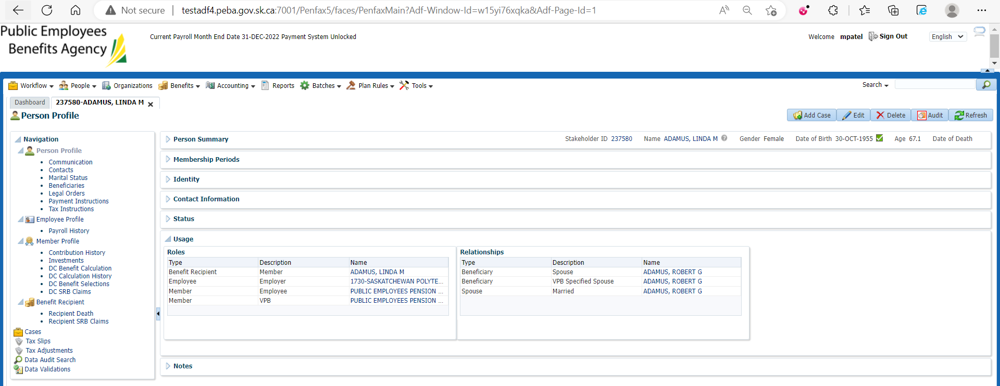 Not secure testadf4.peba.gov.sk.ca:7001/Penfax5/faces/PenfaxMain?Adf-Window-Id=w15yi76xqka&Adf-Page-Id=1
Public Employees
Benefits Agency
Current Payroll Month End Date 31-DEC-2022 Payment System Unlocked
Welcome mpatel Sign Out English
Workflow People Organizations Benefits Accounting Reports Batches Plan Rules Tools Search
Dashboard 237580-ADAMUS, LINDA M
Person Profile
Add Case Edit Delete Audit Refresh
Navigation
Person Profile
Communication
Contacts
Marital Status
Beneficiaries
Legal Orders
Payment Instructions
Tax Instructions
Employee Profile
Payroll History
Member Profile
Contribution History
Investments
DC Benefit Calculation
DC Calculation History
DC Benefit Selections
DC SRB Claims
Benefit Recipient
Recipient Death
Recipient SRB Claims
Cases
Tax Slips
Tax Adjustments
Data Audit Search
Data Validations
Person Summary Stakeholder ID 237580 Name ADAMUS, LINDA M Gender Female Date of Birth 30-OCT-1955 Age 67.1 Date of Death
Membership Periods
Identity
Contact Information
Status
Usage
Roles
Type Description Name
Benefit Recipient Member ADAMUS, LINDA M
Employee Employer 1730-SASKATCHEWAN POLYTE...
Member Employee PUBLIC EMPLOYEES PENSION ...
Member VPB PUBLIC EMPLOYEES PENSION ...
Relationships
Type Description Name
Beneficiary Spouse ADAMUS, ROBERT G
Beneficiary VPB Specified Spouse ADAMUS, ROBERT G
Spouse Married ADAMUS, ROBERT G
Notes